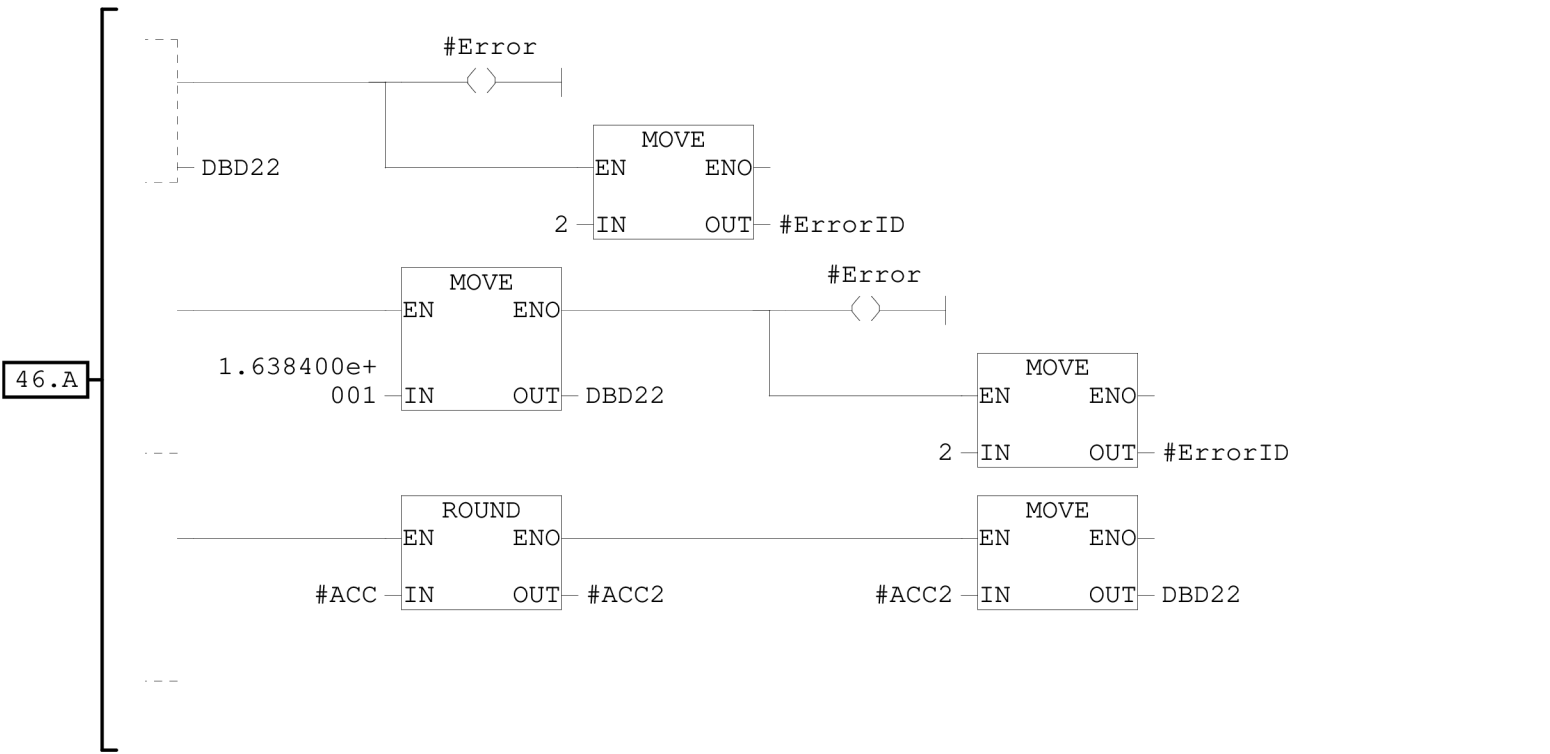 #Error
MOVE
DBD22
EN ENO
2 IN OUT #ErrorID
#Error
MOVE
EN ENO
1.638400e+
MOVE
46.A
001 IN OUT DBD22
EN ENO
2 IN OUT #ErrorID
ROUND MOVE
EN ENO EN ENO
#ACC IN OUT #ACC2 #ACC2 IN OUT DBD22